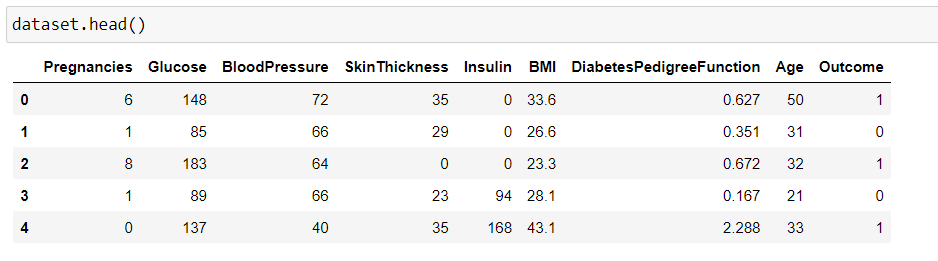 dataset.head()
Pregnancies Glucose BloodPressure SkinThickness Insulin BMI DiabetesPedigreeFunction Age Outcome
0 6 148 72 35 0 33.6 0.627 50 1
1 1 85 66 29 0 26.6 0.351 31 0
2 8 183 64 0 0 23.3 0.672 32 1
3 1 89 66 23 94 28.1 0.167 21 0
4 0 137 40 35 168 43.1 2.288 33 1